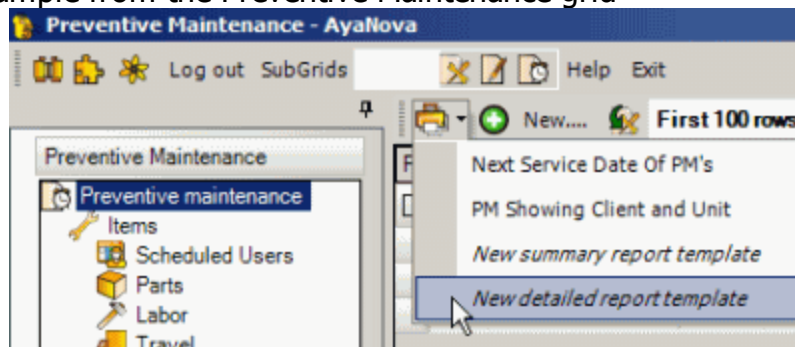 Preventive Maintenance - AyaNova
Log out SubGrids Help Exit
New.... First 100 rows
Preventive Maintenance
Preventive maintenance
Items
Scheduled Users
Parts
Labor
Travel
Next Service Date Of PM's
PM Showing Client and Unit
New summary report template
New detailed report template